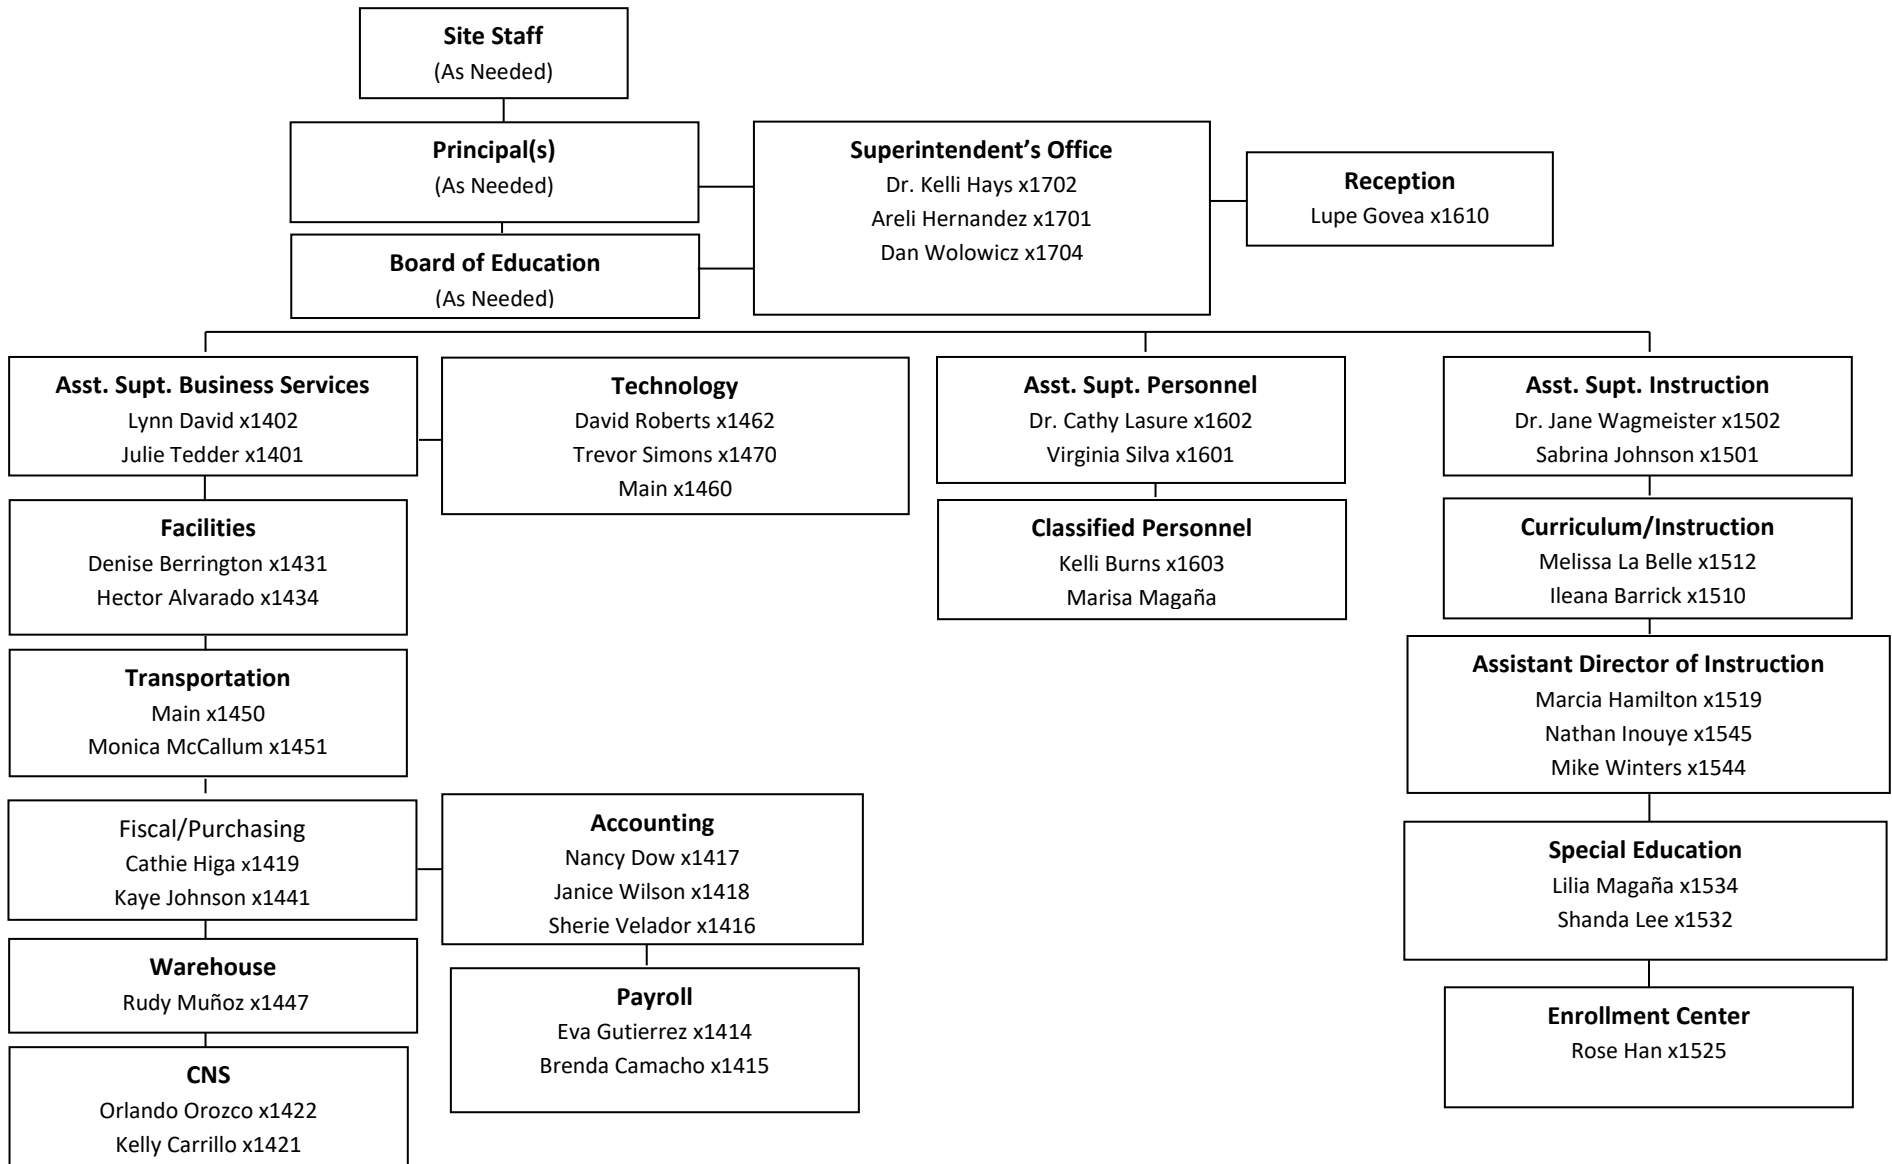 Site Staff
(As Needed)
Principal(s)
(As Needed)
Board of Education
(As Needed)
Superintendent’s Office
Dr. Kelli Hays x1702
Areli Hernandez x1701
Dan Wolowicz x1704
Reception
Lupe Govea x1610
Asst. Supt. Business Services
Lynn David x1402
Julie Tedder x1401
Technology
David Roberts x1462
Trevor Simons x1470
Main x1460
Facilities
Denise Berrington x1431
Hector Alvarado x1434
Transportation
Main x1450
Monica McCallum x1451
Fiscal/Purchasing
Cathie Higa x1419
Kaye Johnson x1441
Accounting
Nancy Dow x1417
Janice Wilson x1418
Sherie Velador x1416
Payroll
Eva Gutierrez x1414
Brenda Camacho x1415
Warehouse
Rudy Muñoz x1447
CNS
Orlando Orozco x1422
Kelly Carrillo x1421
Asst. Supt. Personnel
Dr. Cathy Lasure x1602
Virginia Silva x1601
Classified Personnel
Kelli Burns x1603
Marisa Magaña
Asst. Supt. Instruction
Dr. Jane Wagmeister x1502
Sabrina Johnson x1501
Curriculum/Instruction
Melissa La Belle x1512
Ileana Barrick x1510
Assistant Director of Instruction
Marcia Hamilton x1519
Nathan Inouye x1545
Mike Winters x1544
Special Education
Lilia Magaña x1534
Shanda Lee x1532
Enrollment Center
Rose Han x1525